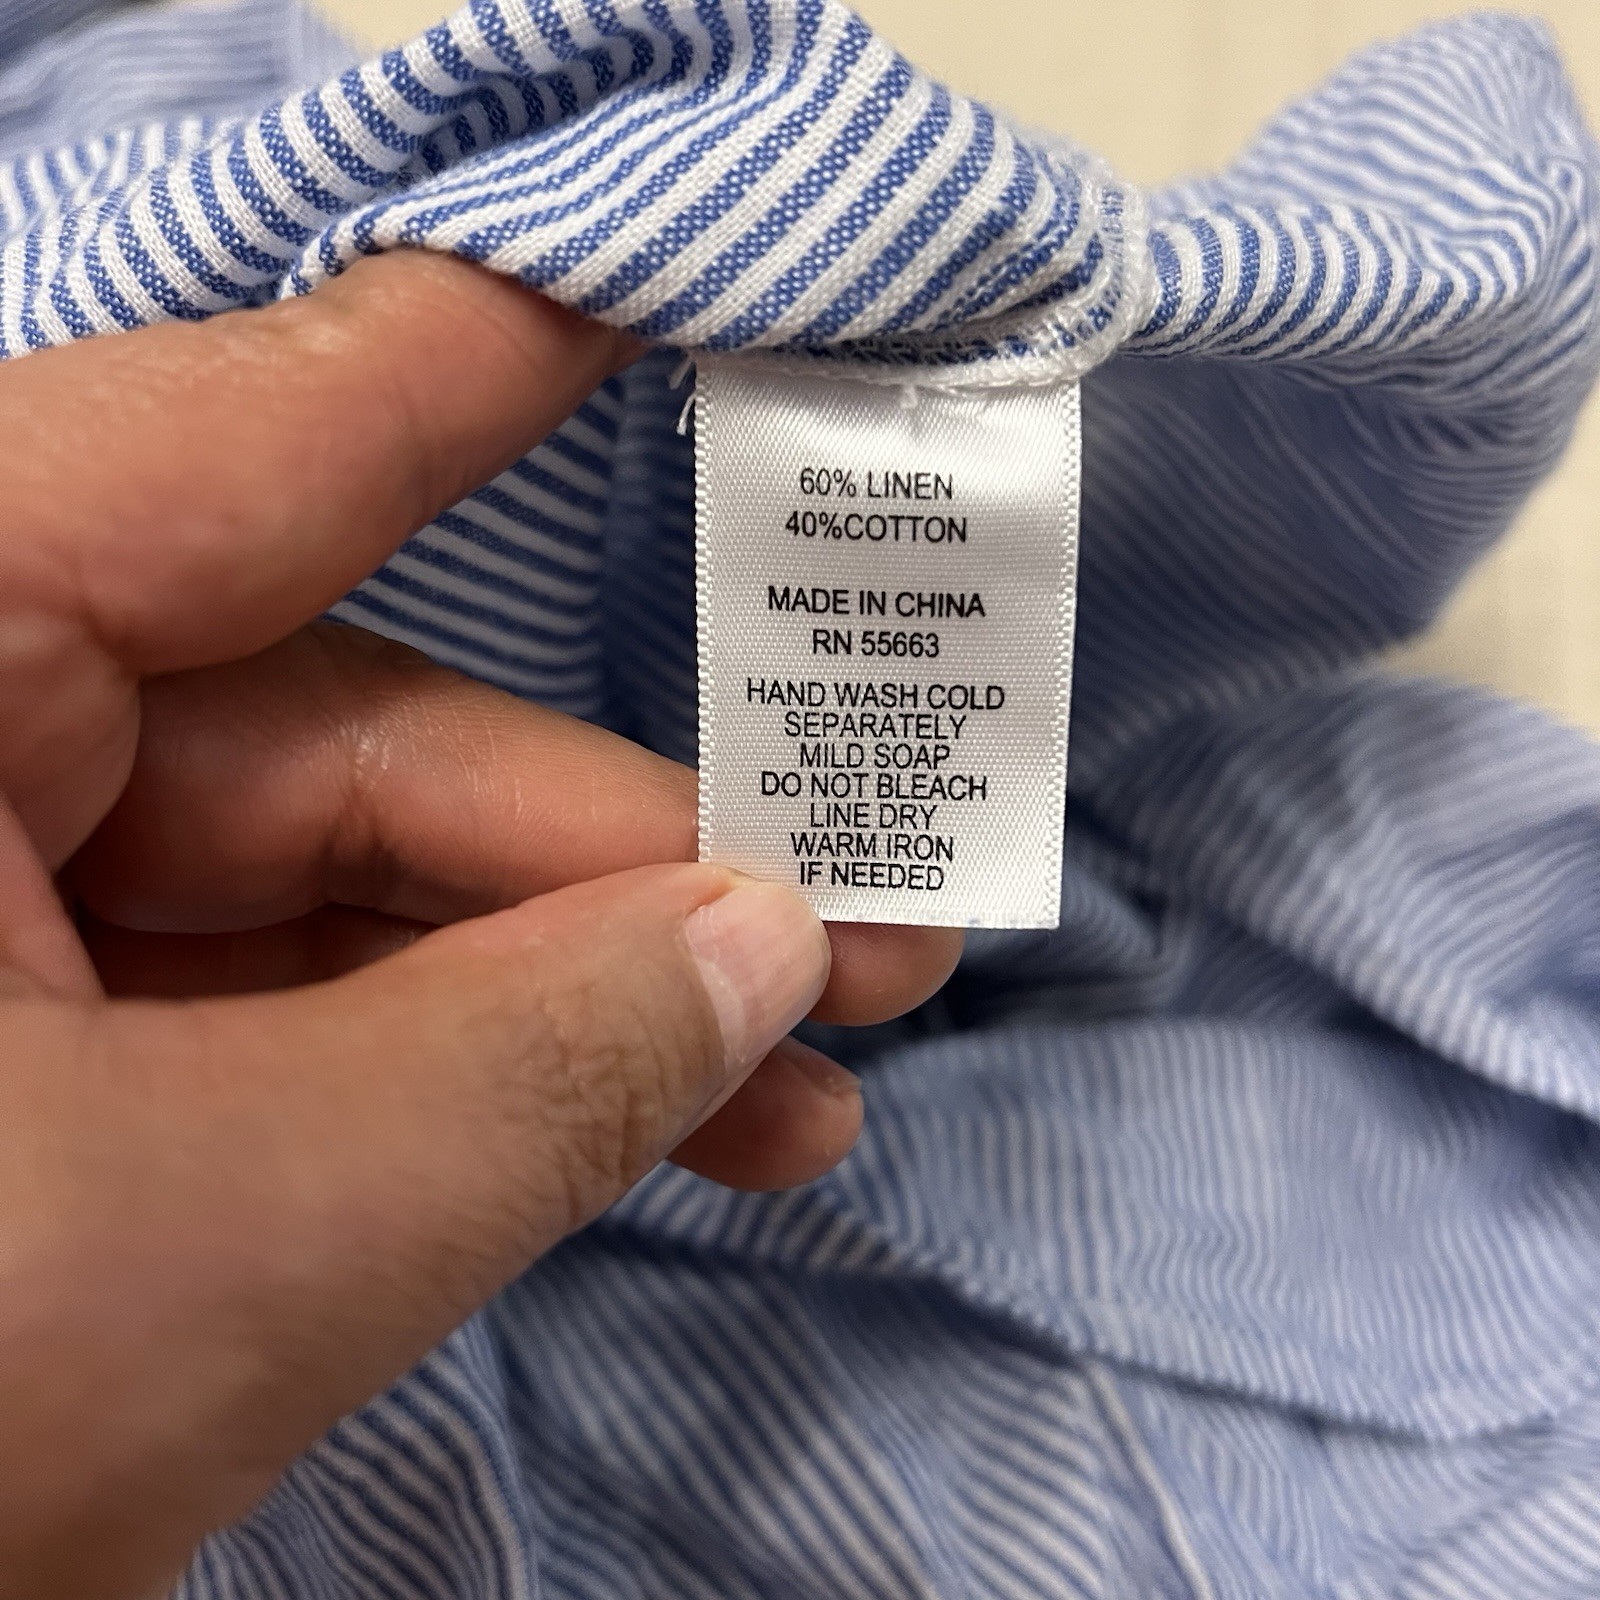 60% LINEN
40%COTTON
MADE IN CHINA
RN 55663
HAND WASH COLD
SEPARATELY
MILD SOAP
DO NOT BLEACH
LINE DRY
WARM IRON
IF NEEDED